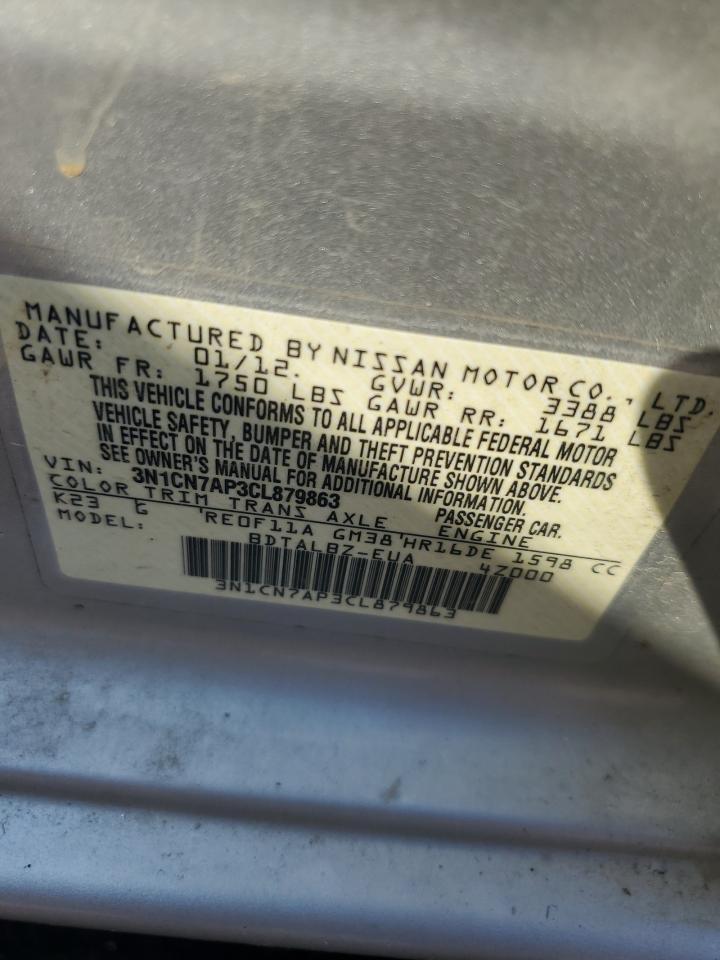 MANUFACTURED BY NISSAN MOTOR CO., LTD.
DATE: 01/12. GVWR: 3388 LBS
GAWR FR: 1750 LBS GAWR RR: 1671 LBS
THIS VEHICLE CONFORMS TO ALL APPLICABLE FEDERAL MOTOR
VEHICLE SAFETY, BUMPER AND THEFT PREVENTION STANDARDS
IN EFFECT ON THE DATE OF MANUFACTURE SHOWN ABOVE.
SEE OWNER'S MANUAL FOR ADDITIONAL INFORMATION.
VIN: 3N1CN7AP3CL879863 PASSENGER CAR.
COLOR TRIM TRANS AXLE ENGINE
K23 G RE0F11A GM38 HR16DE 1598 CC
MODEL: BDTALBZ-EUA 4Z000
3N1CN7AP3CL879863